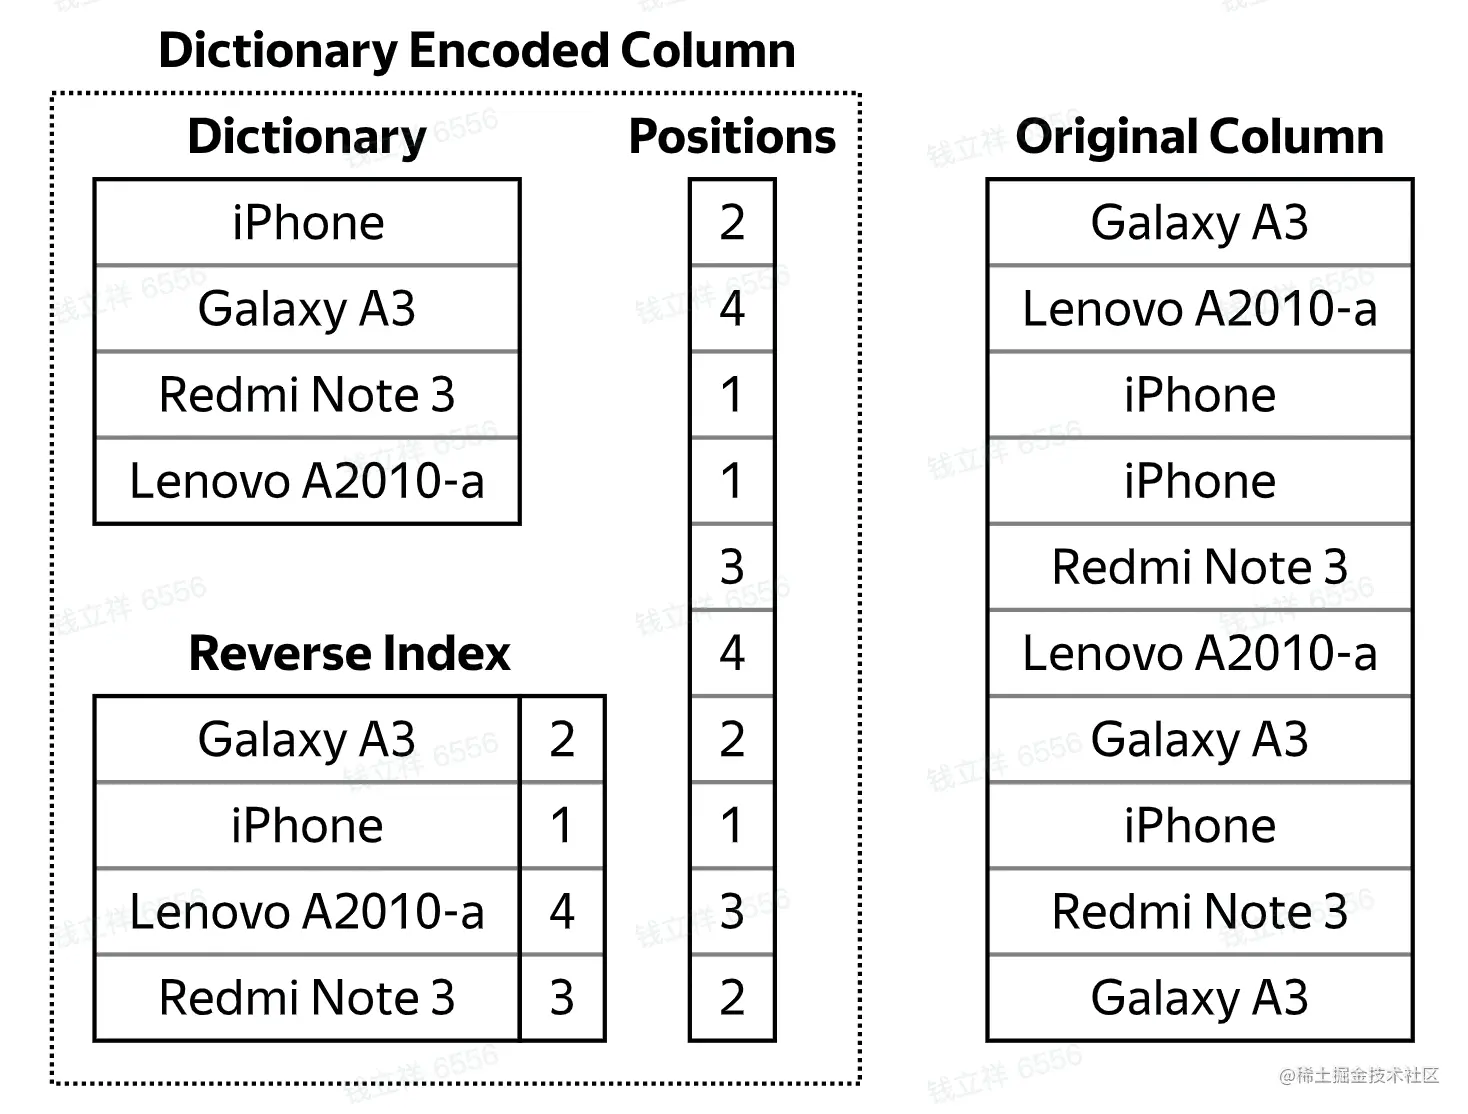 Dictionary Encoded Column
Dictionary
iPhone
Galaxy A3
Redmi Note 3
Lenovo A2010-a
Reverse Index
Galaxy A3 2
iPhone 1
Lenovo A2010-a 4
Redmi Note 3 3
Positions
2
4
1
1
3
4
2
1
3
2
Original Column
Galaxy A3
Lenovo A2010-a
iPhone
iPhone
Redmi Note 3
Lenovo A2010-a
Galaxy A3
iPhone
Redmi Note 3
Galaxy A3
钱立祥 6556
@稀土掘金技术社区